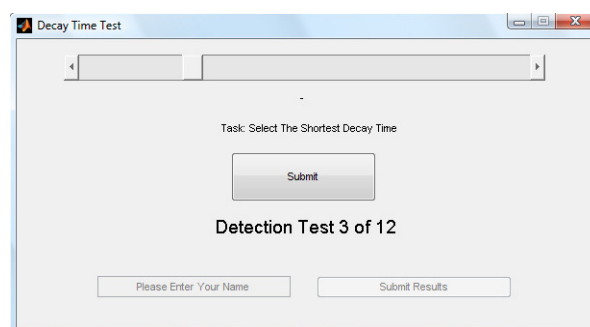 Decay Time Test
-
Task: Select The Shortest Decay Time
Submit
Detection Test 3 of 12
Please Enter Your Name
Submit Results